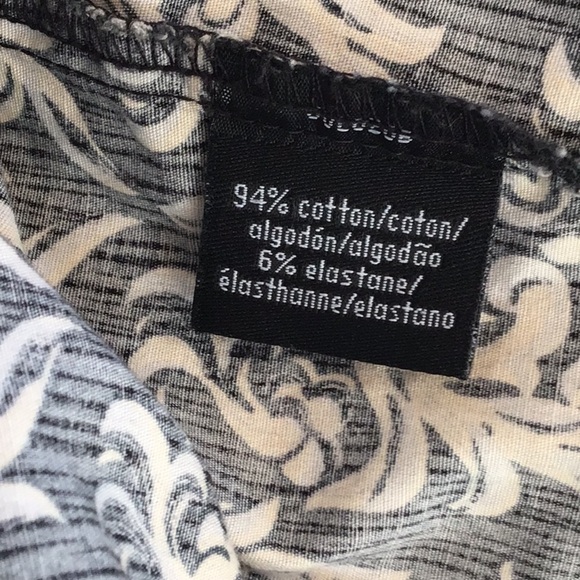 94% cotton/coton/
algodón/algodão
6% elastane/
élasthanne/elastano